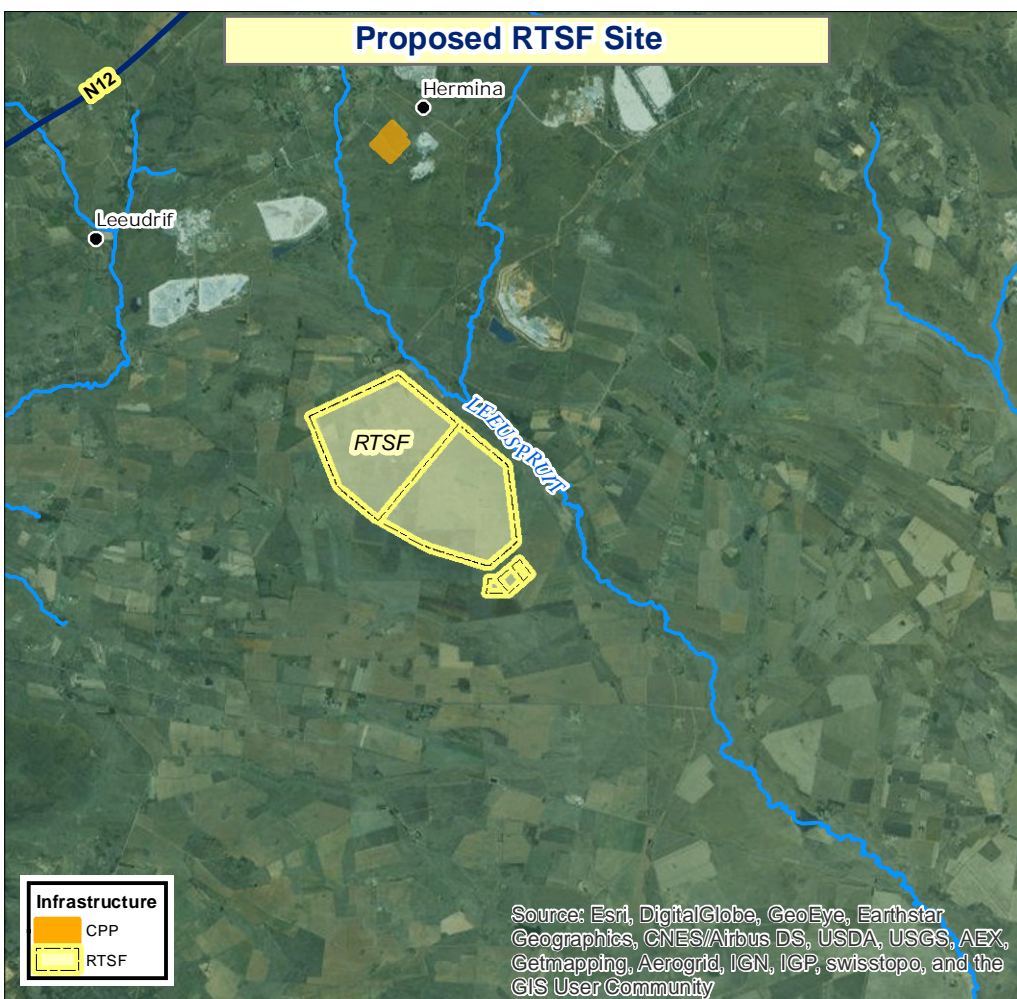 Proposed RTSF Site
N12
Hermina
Leeudrif
RTSF
LEEUSPRUIT
Infrastructure
CPP
RTSF
Source: Esri, DigitalGlobe, GeoEye, Earthstar
Geographics, CNES/Airbus DS, USDA, USGS, AEX,
Getmapping, Aerogrid, IGN, IGP, swisstopo, and the
GIS User Community